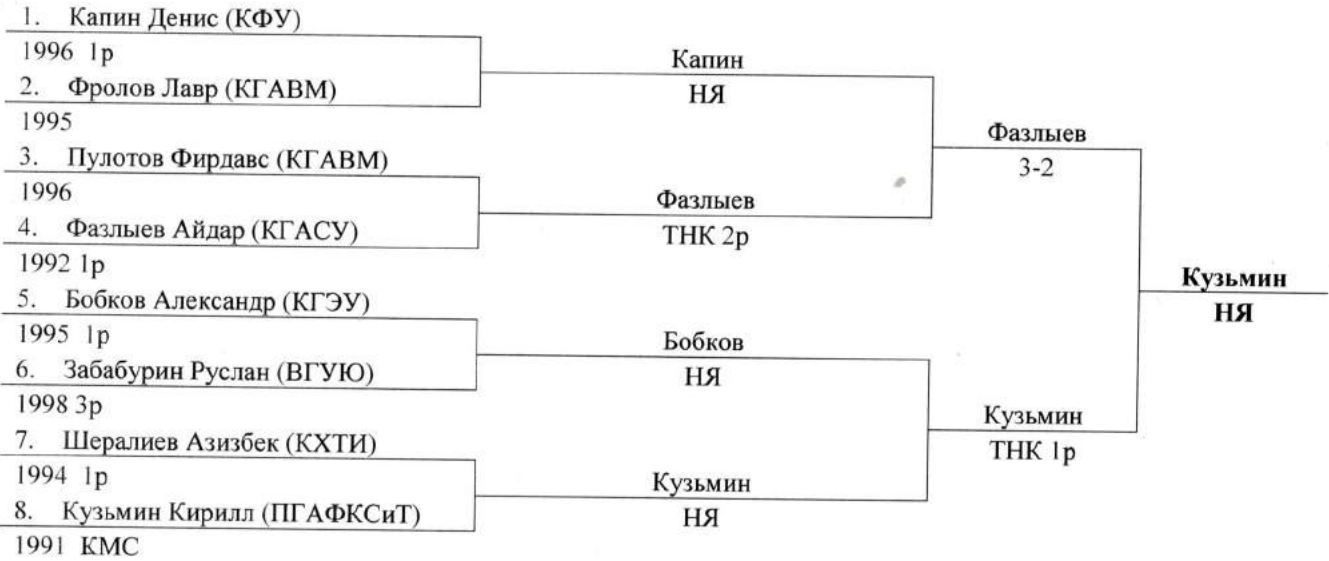 1. Капин Денис (КФУ)
1996 1р
2. Фролов Лавр (КГАВМ)
1995
3. Пулотов Фирдавс (КГАВМ)
1996
4. Фазлыев Айдар (КГАСУ)
1992 1р
5. Бобков Александр (КГЭУ)
1995 1р
6. Забабурин Руслан (ВГУЮ)
1998 3р
7. Шералиев Азизбек (КХТИ)
1994 1р
8. Кузьмин Кирилл (ПГАФКСиТ)
1991 КМС
Капин
НЯ
Фазлыев
ТНК 2р
Бобков
НЯ
Кузьмин
НЯ
Фазлыев
3-2
Кузьмин
ТНК 1р
Кузьмин
НЯ